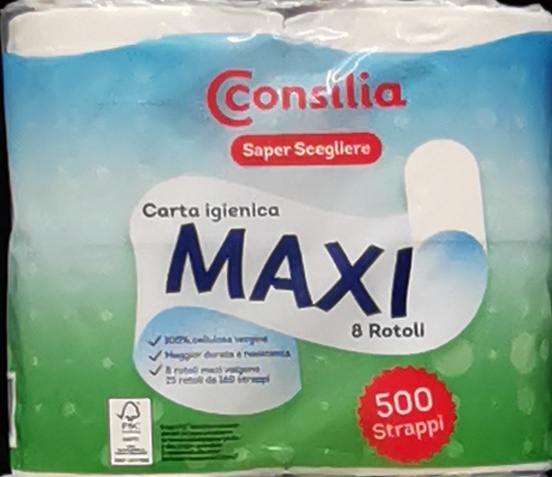 Consilia
Saper Scegliere
Carta igienica
MAXI
8 Rotoli
100% cellulosa vergine
Maggior durata e resistenza
8 rotoli maxi valgono
25 rotoli da 160 strappi
500
Strappi
FSC